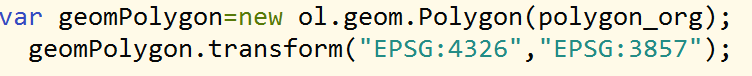 var geomPolygon=new ol.geom.Polygon(polygon_org);
geomPolygon.transform("EPSG:4326","EPSG:3857");